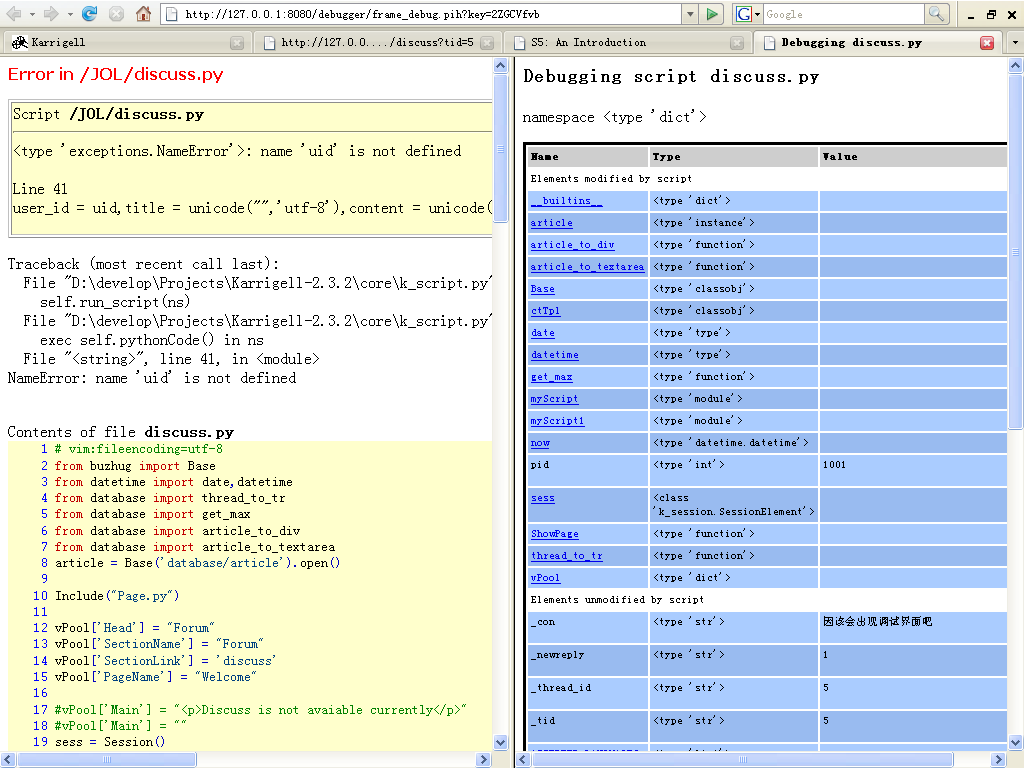 http://127.0.0.1:8080/debugger/frame_debug.pih?key=2ZGCVfvb
Google
Karrigell
http://127.0.0..../discuss?tid=5
S5: An Introduction
Debugging discuss.py
Error in /JOL/discuss.py
Script /JOL/discuss.py
<type 'exceptions.NameError'>: name 'uid' is not defined
Line 41
user_id = uid,title = unicode("",'utf-8'),content = unicode(
Traceback (most recent call last):
File "D:\develop\Projects\Karrigell-2.3.2\core\k_script.py"
self.run_script(ns)
File "D:\develop\Projects\Karrigell-2.3.2\core\k_script.py"
exec self.pythonCode() in ns
File "<string>", line 41, in <module>
NameError: name 'uid' is not defined
Contents of file discuss.py
1 # vim:fileencoding=utf-8
2 from buzhug import Base
3 from datetime import date,datetime
4 from database import thread_to_tr
5 from database import get_max
6 from database import article_to_div
7 from database import article_to_textarea
8 article = Base('database/article').open()
9
10 Include("Page.py")
11
12 vPool['Head'] = "Forum"
13 vPool['SectionName'] = "Forum"
14 vPool['SectionLink'] = 'discuss'
15 vPool['PageName'] = "Welcome"
16
17 #vPool['Main'] = "<p>Discuss is not avaiable currently</p>"
18 #vPool['Main'] = ""
19 sess = Session()
Debugging script discuss.py
namespace <type 'dict'>
Name Type Value
Elements modified by script
__builtins__ <type 'dict'>
article <type 'instance'>
article_to_div <type 'function'>
article_to_textarea <type 'function'>
Base <type 'classobj'>
ctTpl <type 'classobj'>
date <type 'type'>
datetime <type 'type'>
get_max <type 'function'>
myScript <type 'module'>
myScript1 <type 'module'>
now <type 'datetime.datetime'>
pid <type 'int'> 1001
sess <class
'k_session.SessionElement'>
ShowPage <type 'function'>
thread_to_tr <type 'function'>
vPool <type 'dict'>
Elements unmodified by script
_con <type 'str'> 因该会出现调试界面吧
_newreply <type 'str'> 1
_thread_id <type 'str'> 5
_tid <type 'str'> 5